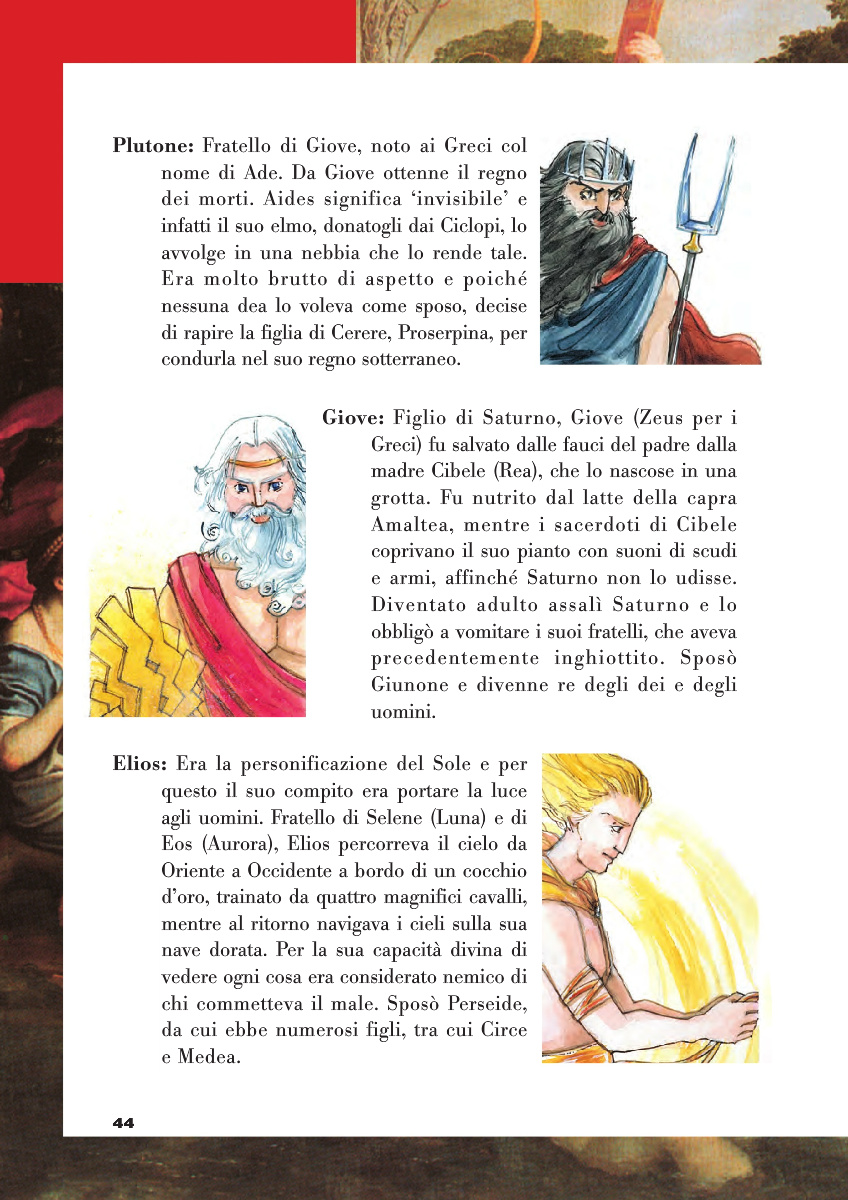 Plutone: Fratello di Giove, noto ai Greci col
nome di Ade. Da Giove ottenne il regno
dei morti. Aides significa ‘invisibile’ e
infatti il suo elmo, donatogli dai Ciclopi, lo
avvolge in una nebbia che lo rende tale.
Era molto brutto di aspetto e poiché
nessuna dea lo voleva come sposo, decise
di rapire la figlia di Cerere, Proserpina, per
condurla nel suo regno sotterraneo.
Giove: Figlio di Saturno, Giove (Zeus per i
Greci) fu salvato dalle fauci del padre dalla
madre Cibele (Rea), che lo nascose in una
grotta. Fu nutrito dal latte della capra
Amaltea, mentre i sacerdoti di Cibele
coprivano il suo pianto con suoni di scudi
e armi, affinché Saturno non lo udisse.
Diventato adulto assalì Saturno e lo
obbligò a vomitare i suoi fratelli, che aveva
precedentemente inghiottito. Sposò
Giunone e divenne re degli dei e degli
uomini.
Elios: Era la personificazione del Sole e per
questo il suo compito era portare la luce
agli uomini. Fratello di Selene (Luna) e di
Eos (Aurora), Elios percorreva il cielo da
Oriente a Occidente a bordo di un cocchio
d’oro, trainato da quattro magnifici cavalli,
mentre al ritorno navigava i cieli sulla sua
nave dorata. Per la sua capacità divina di
vedere ogni cosa era considerato nemico di
chi commetteva il male. Sposò Perseide,
da cui ebbe numerosi figli, tra cui Circe
e Medea.
44